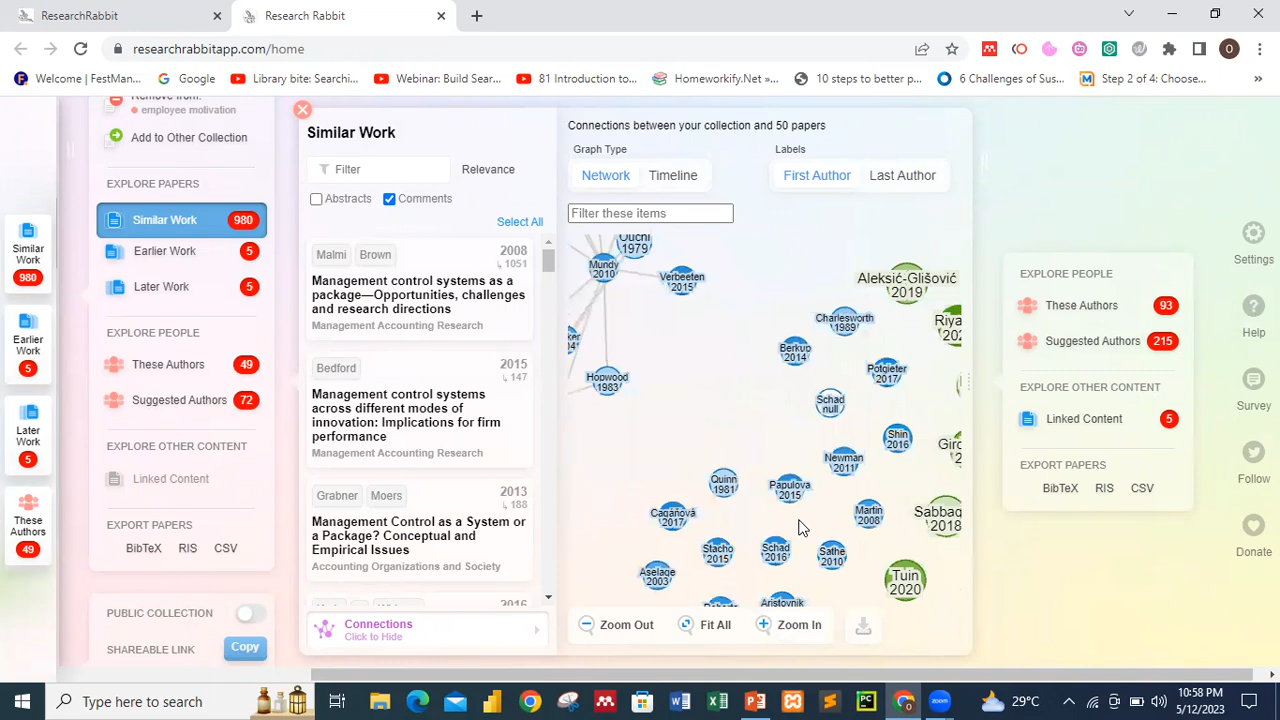 ResearchRabbit
Research Rabbit
researchrabbitapp.com/home
O
Welcome | FestMan...
Google
Library bite: Searchi...
Webinar: Build Sear...
81 Introduction to...
Homeworkify.Net »...
10 steps to better p...
6 Challenges of Sus...
Step 2 of 4: Choose...
»
Similar Work
980
Earlier Work
5
Later Work
5
These Authors
49
Remove from:
employee motivation
Add to Other Collection
EXPLORE PAPERS
Similar Work 980
Earlier Work 5
Later Work 5
EXPLORE PEOPLE
These Authors 49
Suggested Authors 72
EXPLORE OTHER CONTENT
Linked Content
EXPORT PAPERS
BibTeX RIS CSV
PUBLIC COLLECTION
SHAREABLE LINK Copy
Similar Work
Filter Relevance
Abstracts Comments
Select All
Malmi Brown 2008
↳ 1051
Management control systems as a
package—Opportunities, challenges
and research directions
Management Accounting Research
Bedford 2015
↳ 147
Management control systems
across different modes of
innovation: Implications for firm
performance
Management Accounting Research
Grabner Moers 2013
↳ 188
Management Control as a System or
a Package? Conceptual and
Empirical Issues
Accounting Organizations and Society
2016
Connections
Click to Hide
Connections between your collection and 50 papers
Graph Type Labels
Network Timeline First Author Last Author
Filter these items
Ouchi
1979
Mundy
2010
Verbeeten
2015
Aleksić-Glišović
2019
Charlesworth
1989
Berkup
2014
Hopwood
1983
Potgieter
2017
Schad
null
Shin
2016
Newman
2011
Quinn
1981
Papulova
2015
Cagáňová
2017
Martin
2008
Sabbaq
2018
Stacho
2015
Schad
2016
Sathe
2010
Aselage
2003
Tuin
2020
Aristovnik
Zoom Out Fit All Zoom In
EXPLORE PEOPLE
These Authors 93
Suggested Authors 215
EXPLORE OTHER CONTENT
Linked Content 5
EXPORT PAPERS
BibTeX RIS CSV
Settings
Help
Survey
Follow
Donate
Type here to search
PC
zoom
29°C
10:58 PM
5/12/2023